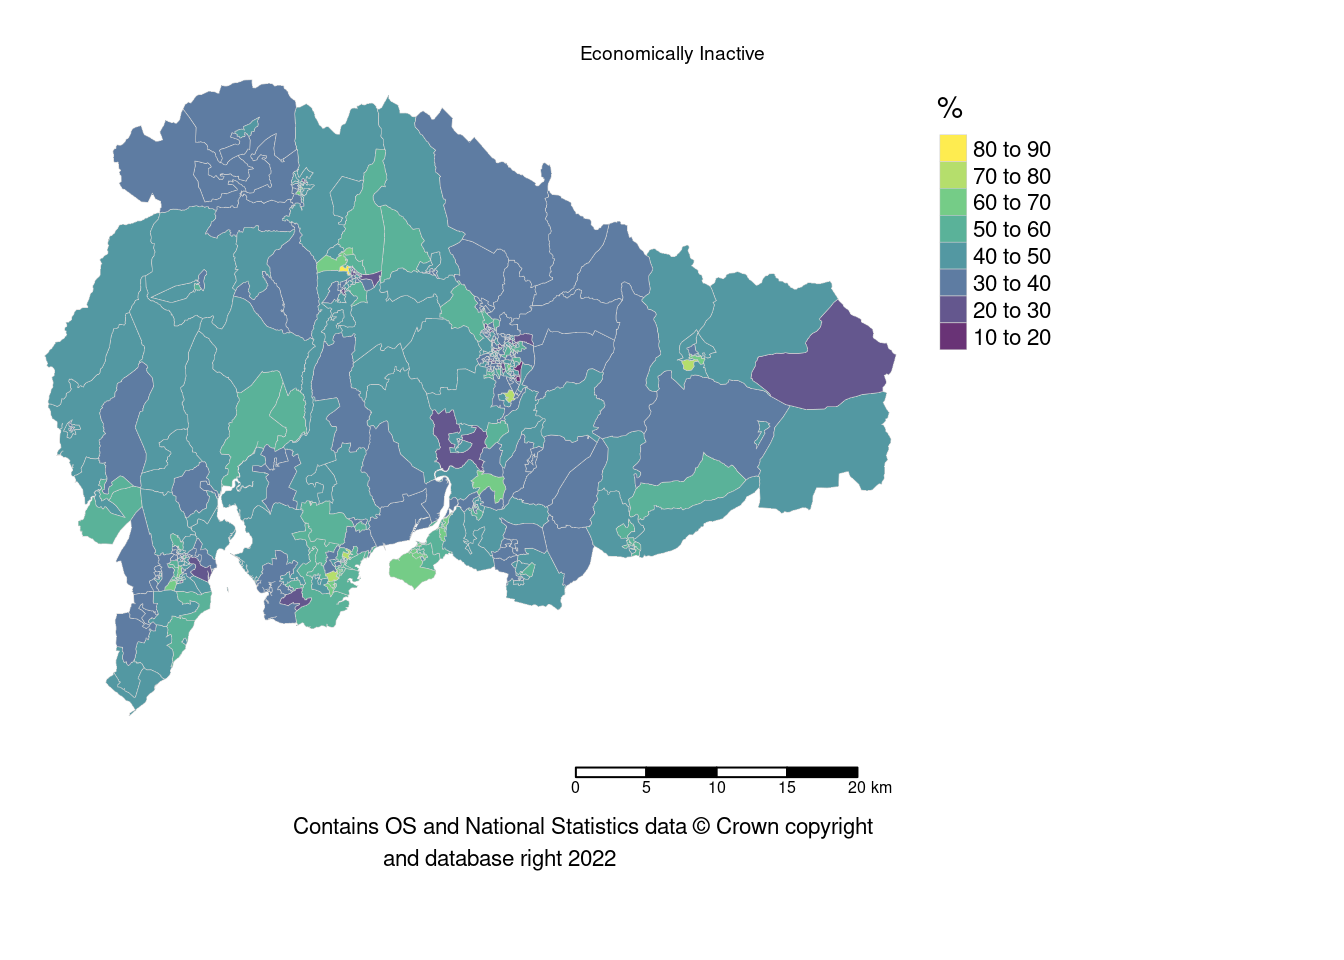 Economically Inactive
%
80 to 90
70 to 80
60 to 70
50 to 60
40 to 50
30 to 40
20 to 30
10 to 20
0 5 10 15 20 km
Contains OS and National Statistics data © Crown copyright
and database right 2022